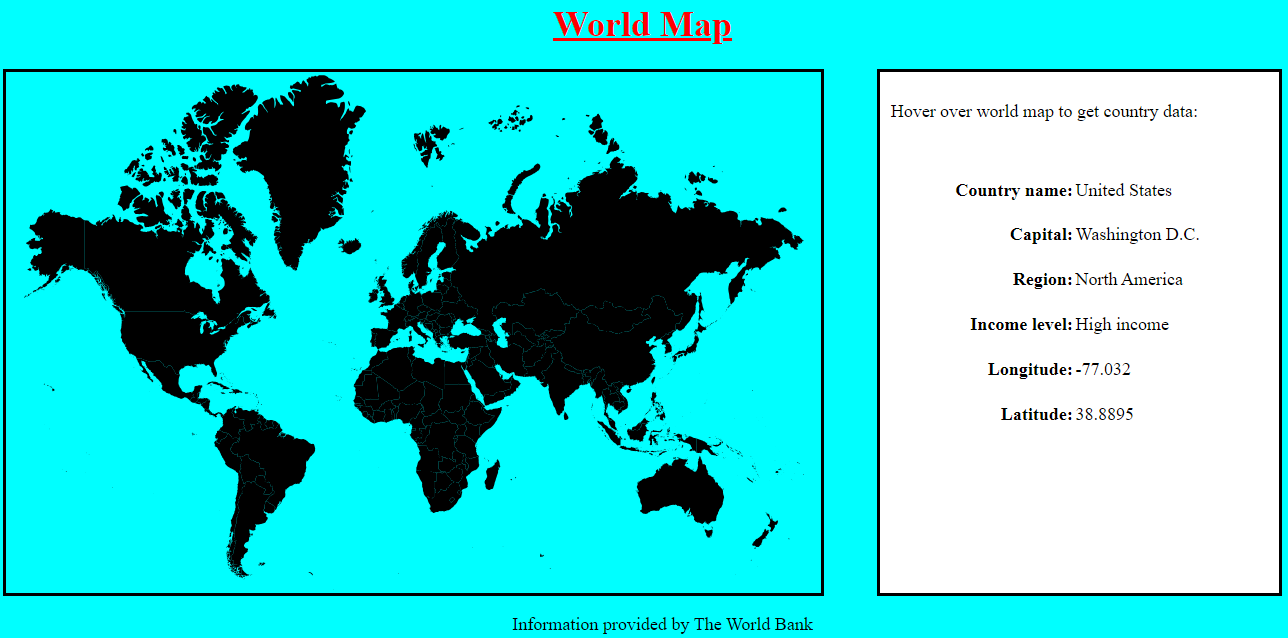 World Map
Hover over world map to get country data:
Country name: United States
Capital: Washington D.C.
Region: North America
Income level: High income
Longitude: -77.032
Latitude: 38.8895
Information provided by The World Bank